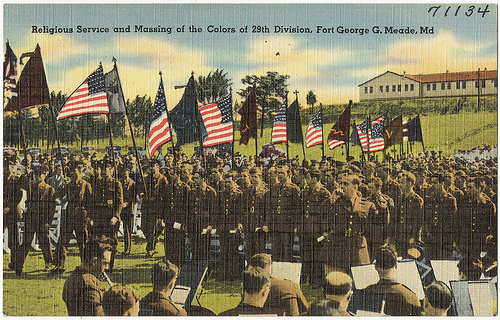 71134
Religious Service and Massing of the Colors of 29th Division, Fort George G. Meade, Md